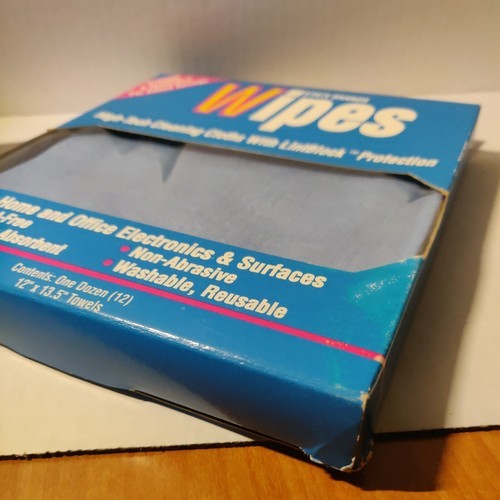 Wipes
High-Tech Cleaning Cloths With LintBlock™ Protection
Home and Office Electronics & Surfaces
-Free
• Non-Abrasive
Absorbent
• Washable, Reusable
Contents: One Dozen (12)
12" x 13.5" Towels